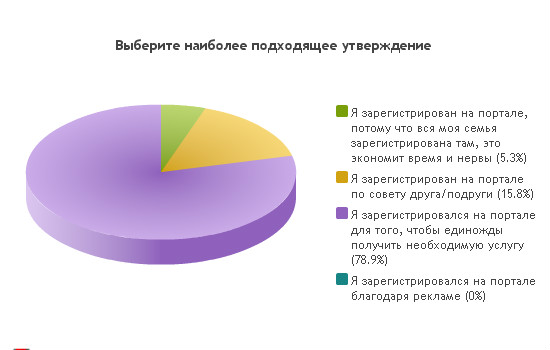 Выберите наиболее подходящее утверждение
Я зарегистрирован на портале,
потому что вся моя семья
зарегистрирована там, это
экономит время и нервы (5.3%)
Я зарегистрирован на портале
по совету друга/подруги (15.8%)
Я зарегистрировался на портале
для того, чтобы единожды
получить необходимую услугу
(78.9%)
Я зарегистрировался на портале
благодаря рекламе (0%)